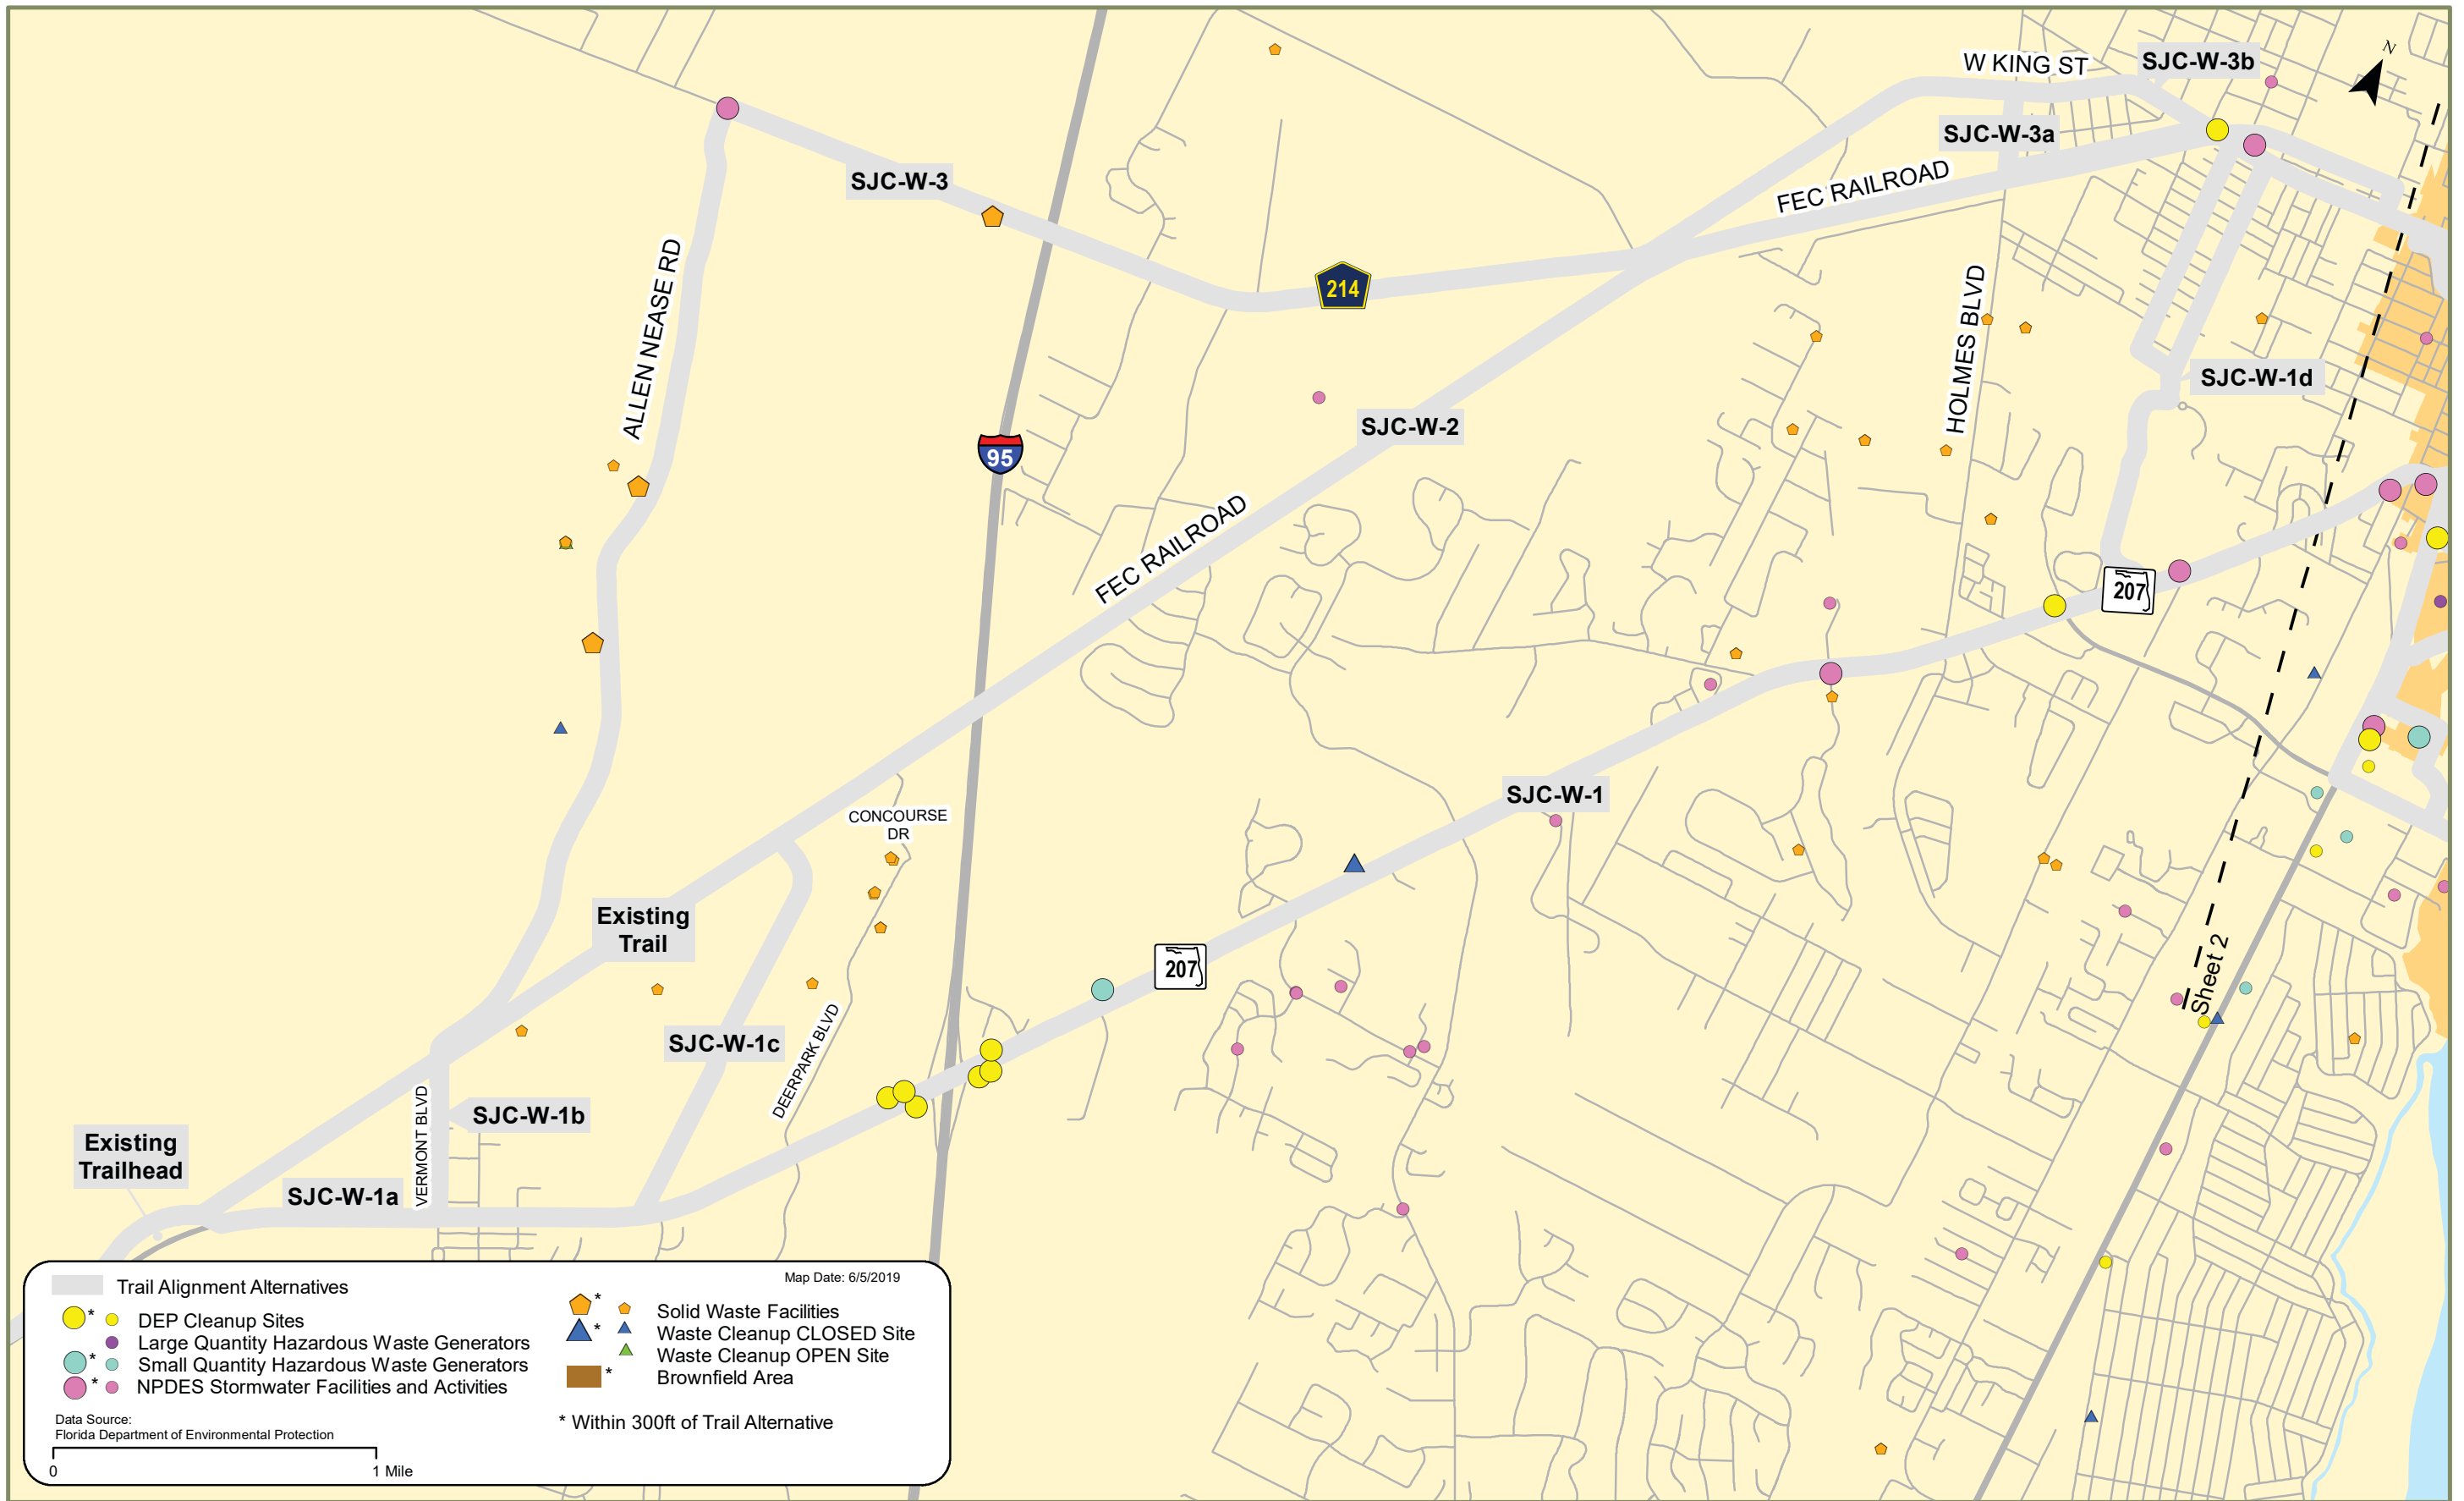 W KING ST
SJC-W-3b
N
SJC-W-3a
SJC-W-3
FEC RAILROAD
214
ALLEN NEASE RD
HOLMES BLVD
SJC-W-1d
SJC-W-2
95
FEC RAILROAD
207
SJC-W-1
CONCOURSE
DR
Existing
Trail
207
Sheet 2
SJC-W-1c
DEERPARK BLVD
VERMONT BLVD
SJC-W-1b
Existing
Trailhead
SJC-W-1a
Map Date: 6/5/2019
Trail Alignment Alternatives
* DEP Cleanup Sites
Large Quantity Hazardous Waste Generators
* Small Quantity Hazardous Waste Generators
* NPDES Stormwater Facilities and Activities
* Solid Waste Facilities
* Waste Cleanup CLOSED Site
Waste Cleanup OPEN Site
* Brownfield Area
* Within 300ft of Trail Alternative
Data Source:
Florida Department of Environmental Protection
0 1 Mile